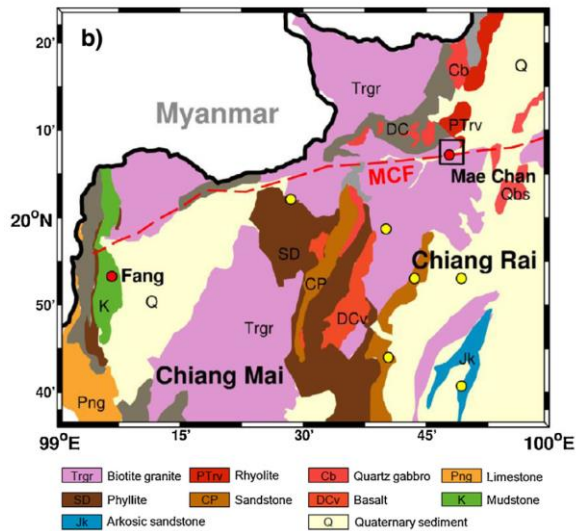 b)
20'
Cb
Q
Trgr
Myanmar
10'
DC
PTrv
MCF
Mae Chan
20°N
Qbs
SD
Chiang Rai
Fang
CP
50'
K
Q
DCv
Trgr
Jk
Chiang Mai
40'
Png
99°E 15' 30' 45' 100°E
Trgr Biotite granite PTrv Rhyolite Cb Quartz gabbro Png Limestone
SD Phyllite CP Sandstone DCv Basalt K Mudstone
Jk Arkosic sandstone Q Quaternary sediment